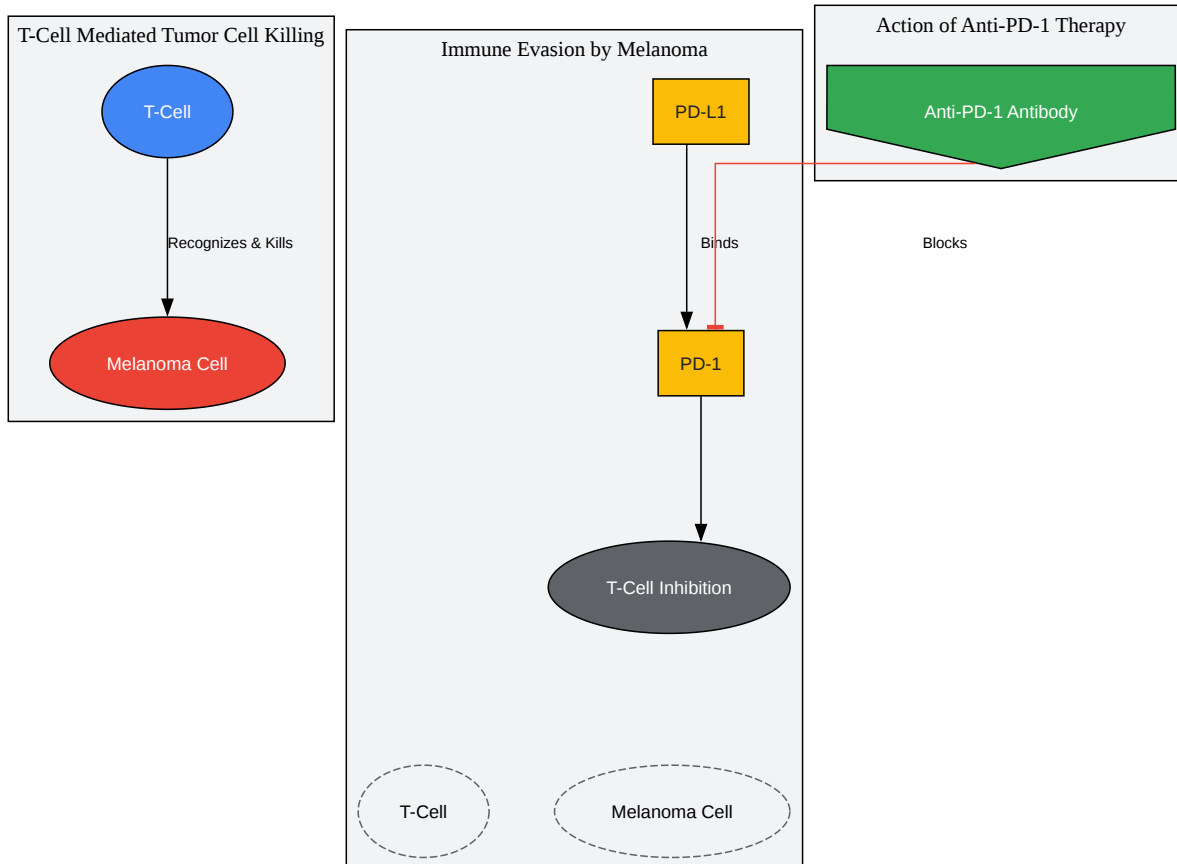 T-Cell Mediated Tumor Cell Killing
T-Cell
Recognizes & Kills
Melanoma Cell
Immune Evasion by Melanoma
PD-L1
Binds
PD-1
T-Cell Inhibition
T-Cell
Melanoma Cell
Action of Anti-PD-1 Therapy
Anti-PD-1 Antibody
Blocks